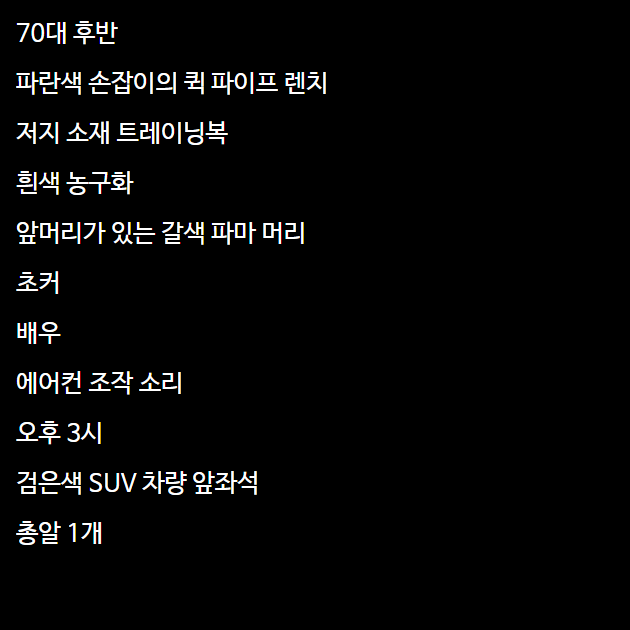 70대 후반
파란색 손잡이의 퀵 파이프 렌치
저지 소재 트레이닝복
흰색 농구화
앞머리가 있는 갈색 파마 머리
초커
배우
에어컨 조작 소리
오후 3시
검은색 SUV 차량 앞좌석
총알 1개